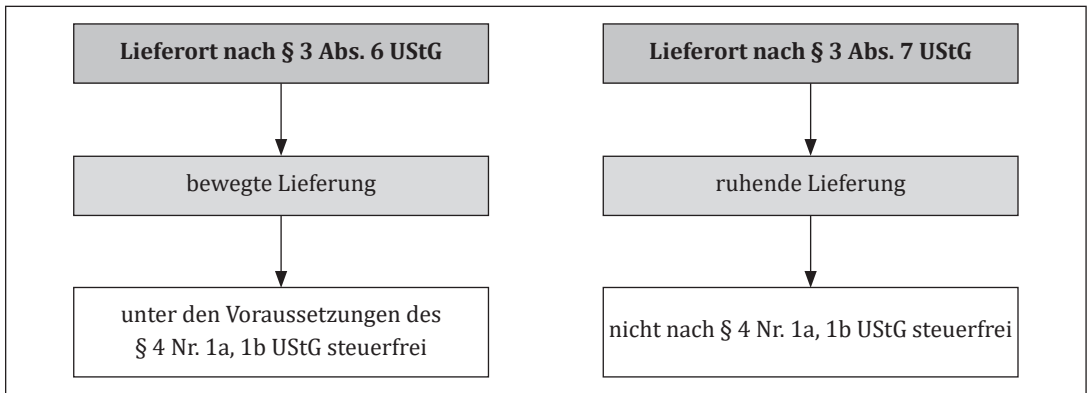 Lieferort nach § 3 Abs. 6 UStG
bewegte Lieferung
unter den Voraussetzungen des
§ 4 Nr. 1a, 1b UStG steuerfrei
Lieferort nach § 3 Abs. 7 UStG
ruhende Lieferung
nicht nach § 4 Nr. 1a, 1b UStG steuerfrei